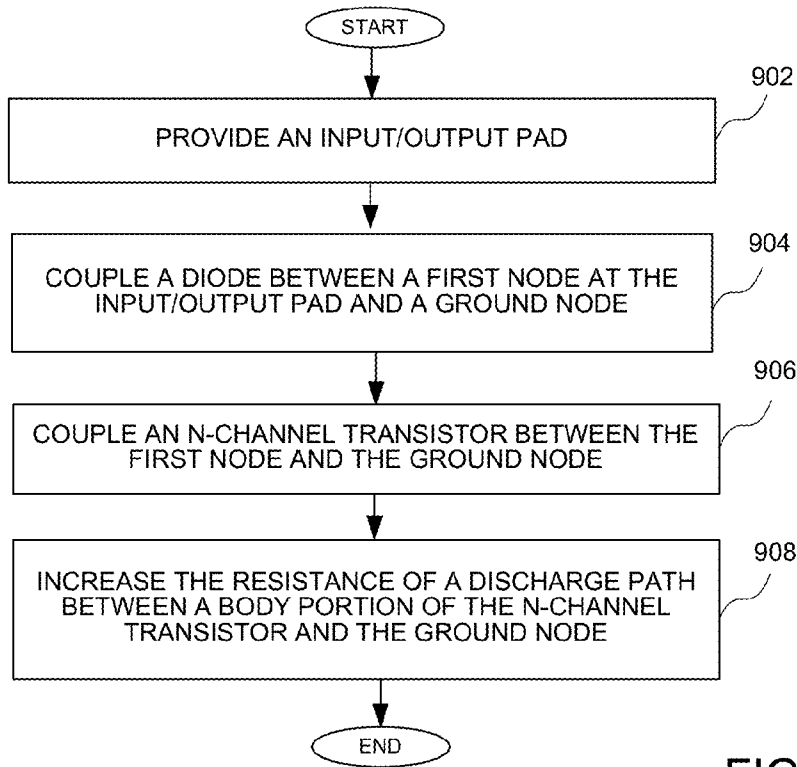 START
902
PROVIDE AN INPUT/OUTPUT PAD
904
COUPLE A DIODE BETWEEN A FIRST NODE AT THE
INPUT/OUTPUT PAD AND A GROUND NODE
906
COUPLE AN N-CHANNEL TRANSISTOR BETWEEN THE
FIRST NODE AND THE GROUND NODE
908
INCREASE THE RESISTANCE OF A DISCHARGE PATH
BETWEEN A BODY PORTION OF THE N-CHANNEL
TRANSISTOR AND THE GROUND NODE
END